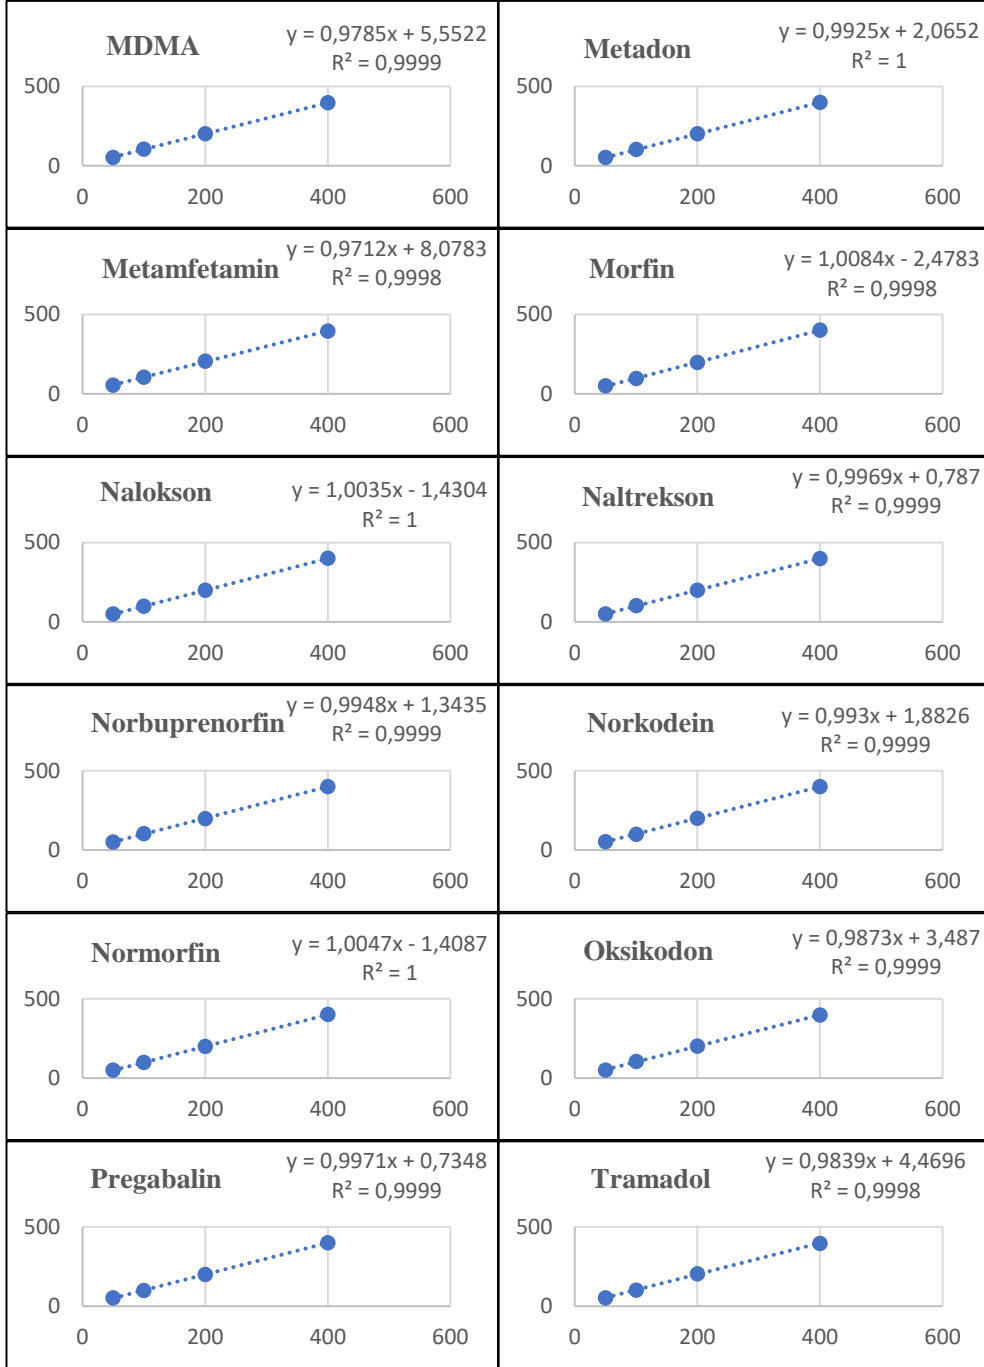 MDMA
y = 0,9785x + 5,5522
R² = 0,9999
500
0
0 200 400 600
Metadon
y = 0,9925x + 2,0652
R² = 1
500
0
0 200 400 600
Metamfetamin
y = 0,9712x + 8,0783
R² = 0,9998
500
0
0 200 400 600
Morfin
y = 1,0084x - 2,4783
R² = 0,9998
500
0
0 200 400 600
Nalokson
y = 1,0035x - 1,4304
R² = 1
500
0
0 200 400 600
Naltrekson
y = 0,9969x + 0,787
R² = 0,9999
500
0
0 200 400 600
Norbuprenorfin
y = 0,9948x + 1,3435
R² = 0,9999
500
0
0 200 400 600
Norkodein
y = 0,993x + 1,8826
R² = 0,9999
500
0
0 200 400 600
Normorfin
y = 1,0047x - 1,4087
R² = 1
500
0
0 200 400 600
Oksikodon
y = 0,9873x + 3,487
R² = 0,9999
500
0
0 200 400 600
Pregabalin
y = 0,9971x + 0,7348
R² = 0,9999
500
0
0 200 400 600
Tramadol
y = 0,9839x + 4,4696
R² = 0,9998
500
0
0 200 400 600